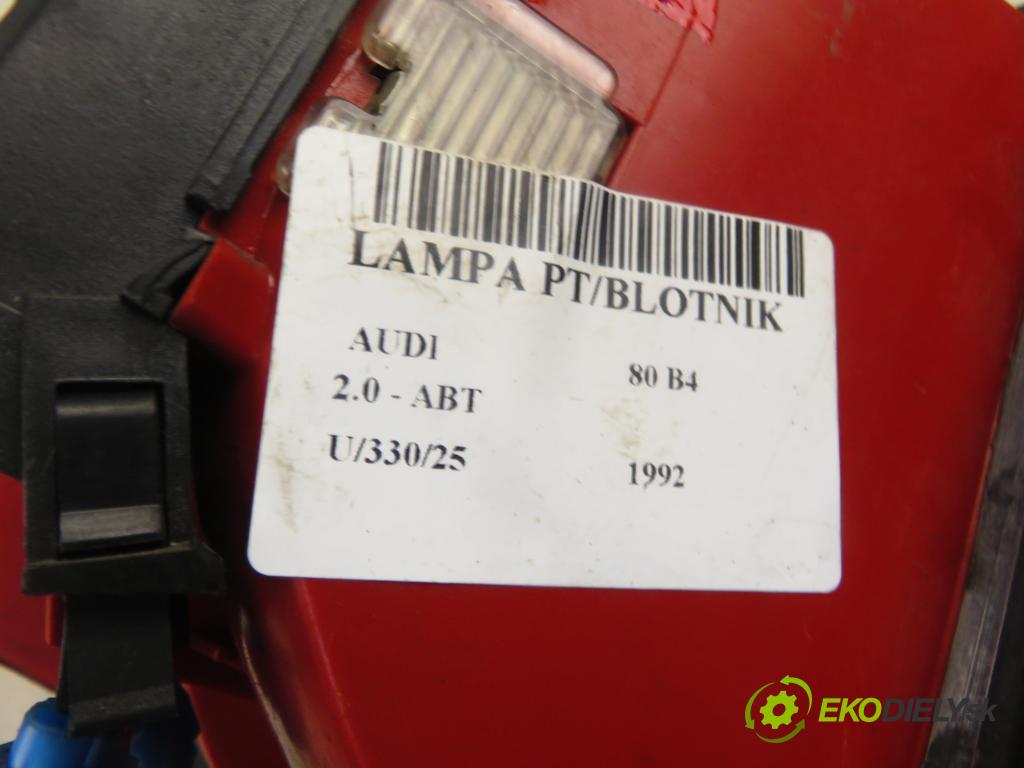 LAMPA PT/BLOTNIK
AUDI 80 B4
2.0 - ABT
U/330/25 1992
EKODIELY.sk